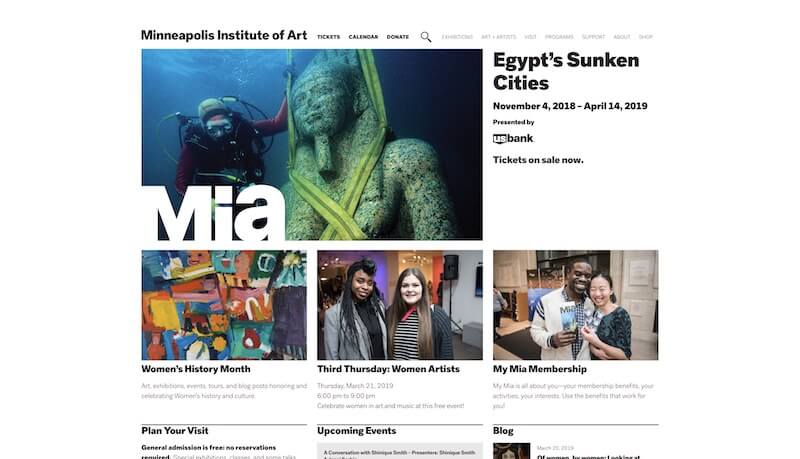 Minneapolis Institute of Art TICKETS CALENDAR DONATE EXHIBITIONS ART + ARTISTS VISIT PROGRAMS SUPPORT ABOUT SHOP
Egypt's Sunken
Cities
November 4, 2018 – April 14, 2019
Presented by
usbank
Tickets on sale now.
Mia
Mia
Women's History Month
Art, exhibitions, events, tours, and blog posts honoring and
celebrating Women's history and culture.
Third Thursday: Women Artists
Thursday, March 21, 2019
6:00 pm to 9:00 pm
Celebrate women in art and music at this free event!
My Mia Membership
My Mia is all about you—your membership benefits, your
activities, your interests. Use the benefits that work for
you!
Plan Your Visit
General admission is free; no reservations
required. Special exhibitions, classes, and some talks
Upcoming Events
A Conversation with Shinique Smith - Presenters: Shinique Smith
Blog
March 20, 2019
Of women, by women: Looking at